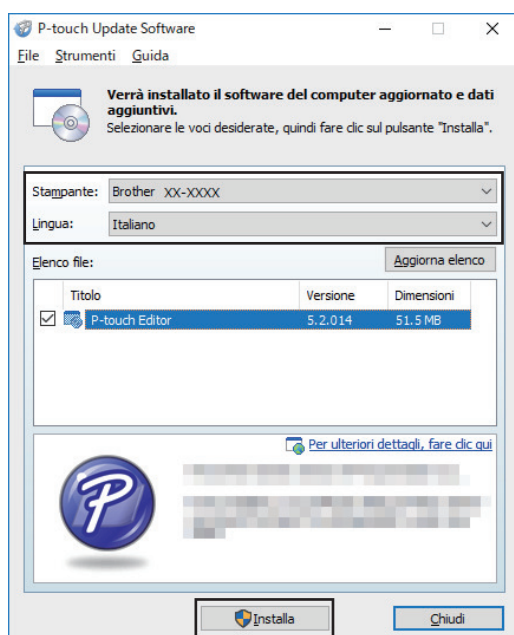 P-touch Update Software
File Strumenti Guida
Verrà installato il software del computer aggiornato e dati
aggiuntivi.
Selezionare le voci desiderate, quindi fare clic sul pulsante "Installa".
Stampante: Brother XX-XXXX
Lingua: Italiano
Elenco file: Aggiorna elenco
Titolo Versione Dimensioni
P-touch Editor 5.2.014 51.5 MB
Per ulteriori dettagli, fare clic qui
P
Installa Chiudi